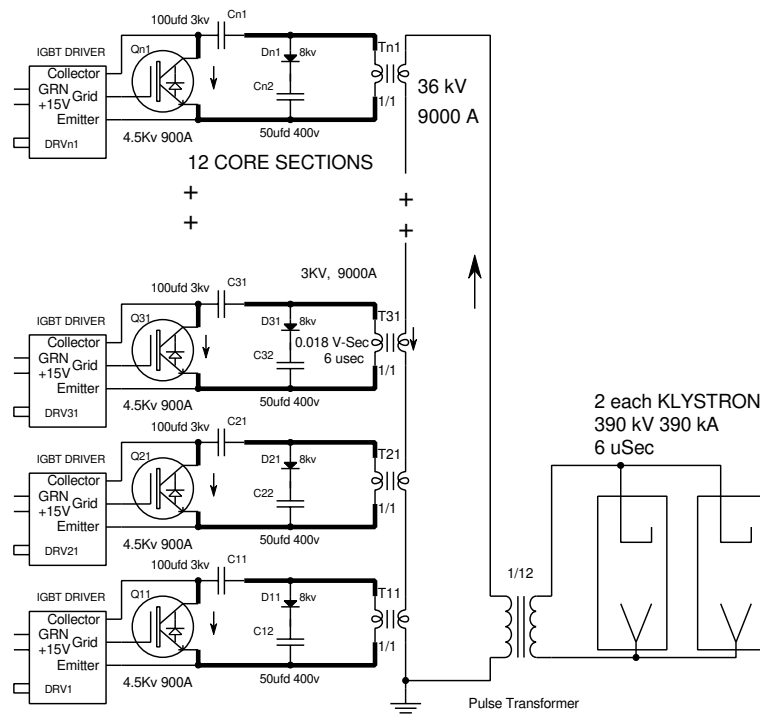 100ufd 3kv Cn1
IGBT DRIVER
Qn1
Dn1 8kv
Tn1
Collector
GRN
Grid
+15V
Cn2
36 kV
9000 A
Emitter
1/1
DRVn1
4.5Kv 900A
50ufd 400v
12 CORE SECTIONS
+ +
+ +
3KV, 9000A
100ufd 3kv C31
IGBT DRIVER
Q31
D31 8kv
T31
Collector
GRN
Grid
+15V
0.018 V-Sec
C32
6 usec
Emitter
1/1
DRV31
4.5Kv 900A
50ufd 400v
100ufd 3kv C21
IGBT DRIVER
Q21
D21 8kv
T21
Collector
GRN
Grid
+15V
C22
Emitter
1/1
DRV21
4.5Kv 900A
50ufd 400v
2 each KLYSTRON
390 kV 390 kA
6 uSec
100ufd 3kv C11
IGBT DRIVER
Q11
D11 8kv
T11
1/12
Collector
GRN
Grid
+15V
C12
Emitter
1/1
DRV1
4.5Kv 900A
50ufd 400v
Pulse Transformer